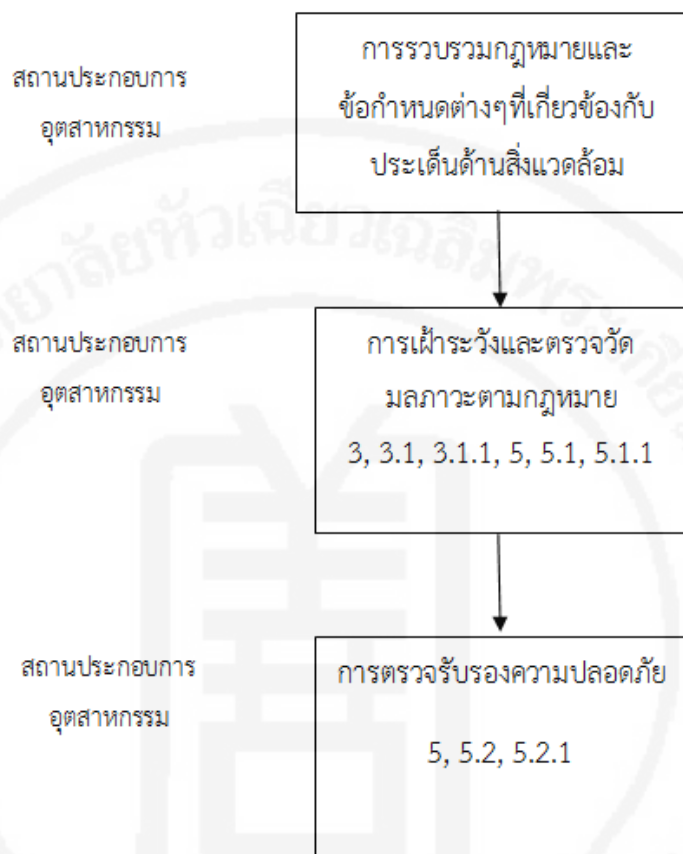 สถานประกอบการ
อุตสาหกรรม
การรวบรวมกฎหมายและ
ข้อกำหนดต่างๆที่เกี่ยวข้องกับ
ประเด็นด้านสิ่งแวดล้อม
สถานประกอบการ
อุตสาหกรรม
การเฝ้าระวังและตรวจวัด
มลภาวะตามกฎหมาย
3, 3.1, 3.1.1, 5, 5.1, 5.1.1
สถานประกอบการ
อุตสาหกรรม
การตรวจรับรองความปลอดภัย
5, 5.2, 5.2.1